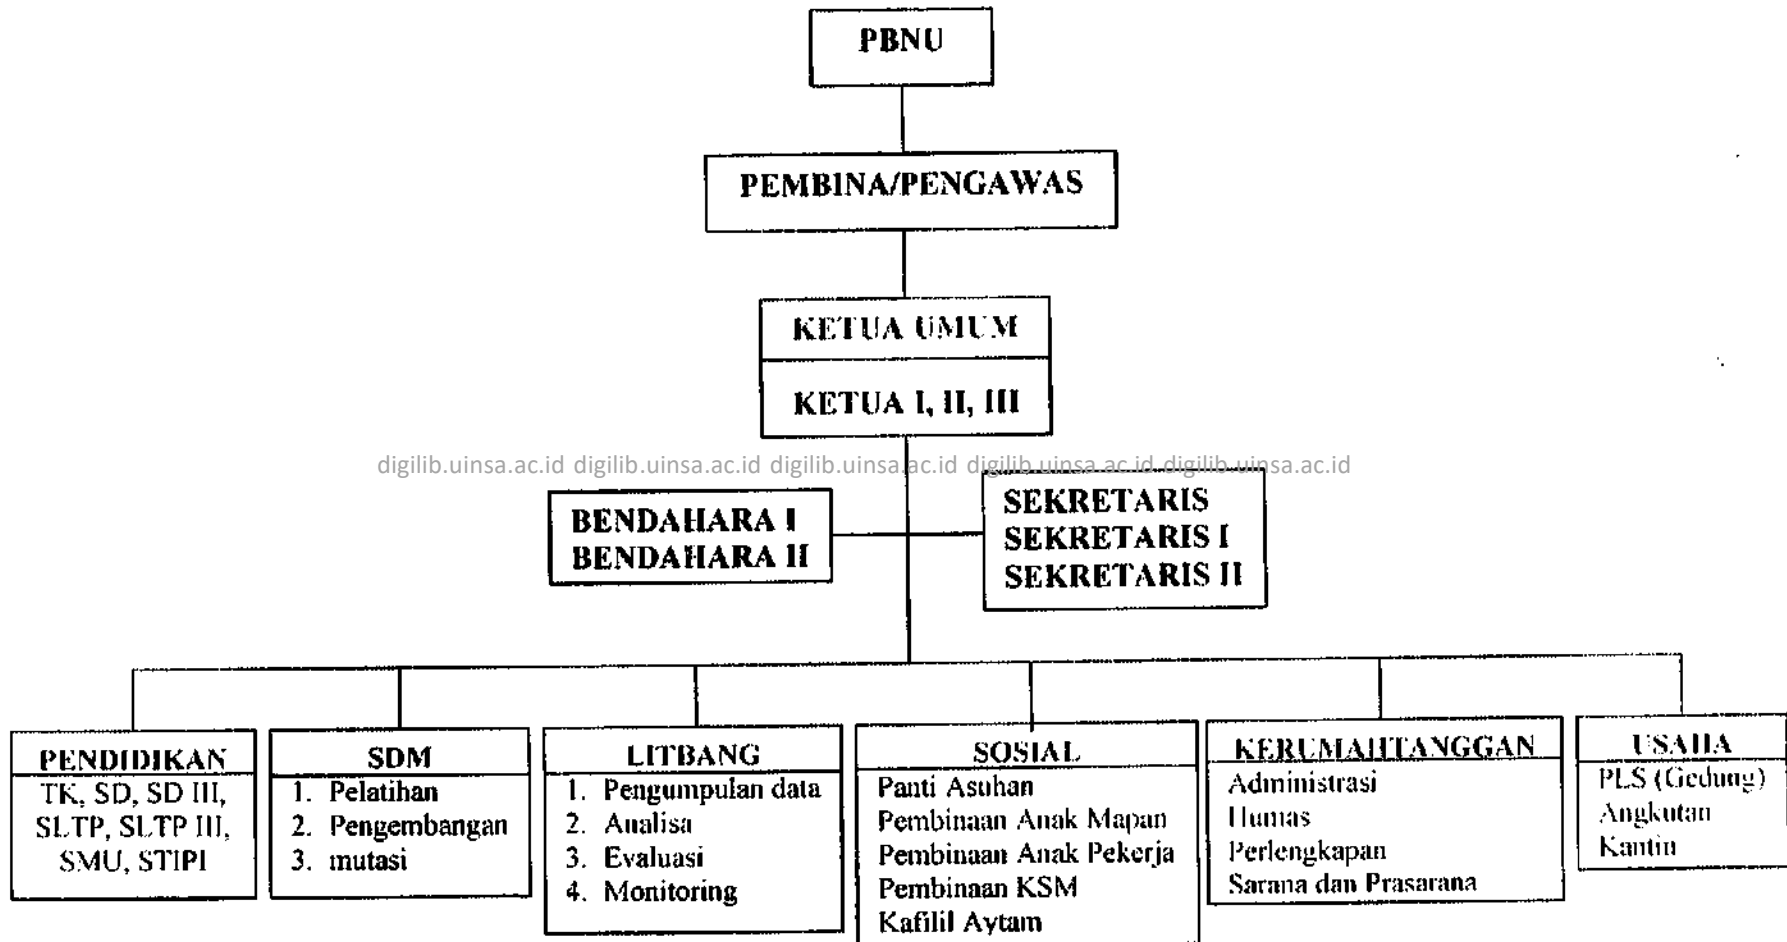 PBNU
PEMBINA/PENGAWAS
KETUA UMUM
KETUA I, II, III
digilib.uinsa.ac.id digilib.uinsa.ac.id digilib.uinsa.ac.id digilib.uinsa.ac.id digilib.uinsa.ac.id
BENDAHARA I
BENDAHARA II
SEKRETARIS
SEKRETARIS I
SEKRETARIS II
PENDIDIKAN
TK, SD, SD III,
SLTP, SLTP III,
SMU, STIPI
SDM
1. Pelatihan
2. Pengembangan
3. mutasi
LITBANG
1. Pengumpulan data
2. Analisa
3. Evaluasi
4. Monitoring
SOSIAL
Panti Asuhan
Pembinaan Anak Mapan
Pembinaan Anak Pekerja
Pembinaan KSM
Kafilil Aytam
KERUMAHTANGGAN
Administrasi
Humas
Perlengkapan
Sarana dan Prasarana
USAHA
PLS (Gedung)
Angkutan
Kantin